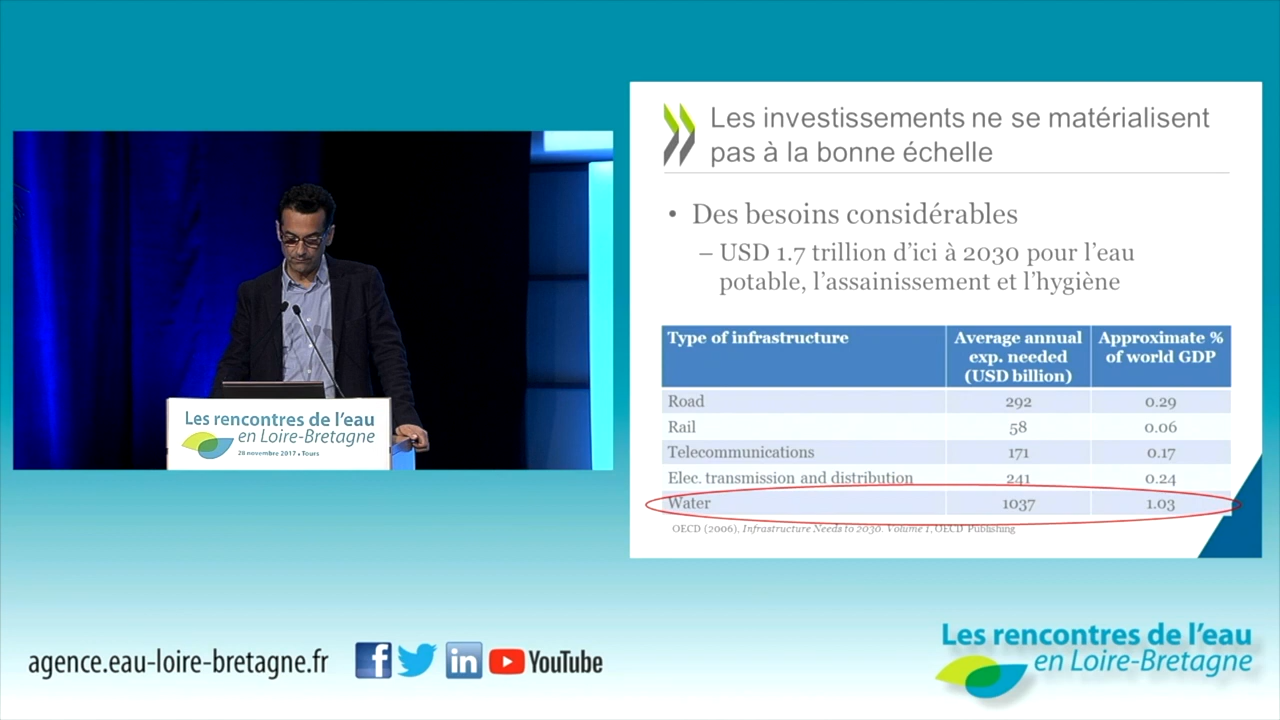 Les investissements ne se matérialisent
pas à la bonne échelle
• Des besoins considérables
– USD 1.7 trillion d'ici à 2030 pour l'eau
potable, l'assainissement et l'hygiène
Type of infrastructure Average annual exp. needed (USD billion) Approximate % of world GDP
Road 292 0.29
Rail 58 0.06
Telecommunications 171 0.17
Elec. transmission and distribution 241 0.24
Water 1037 1.03
OECD (2006), Infrastructure Needs to 2030. Volume 1, OECD Publishing
Les rencontres de l'eau
en Loire-Bretagne
28 novembre 2017 • Tours
agence.eau-loire-bretagne.fr
f
in
YouTube
Les rencontres de l'eau
en Loire-Bretagne